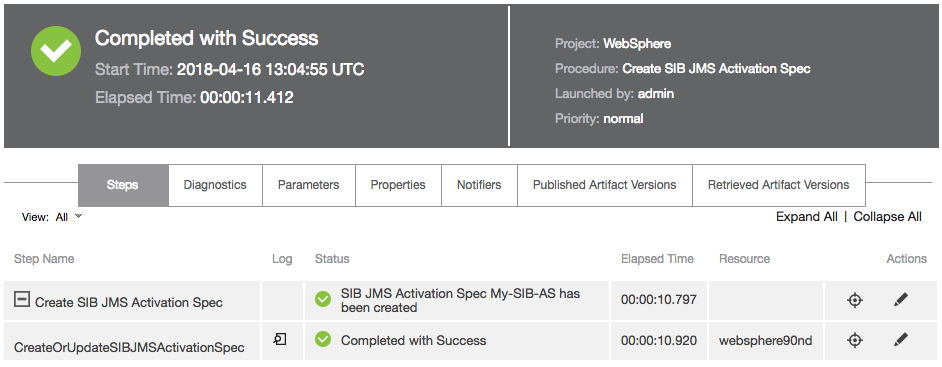 Completed with Success
Start Time: 2018-04-16 13:04:55 UTC
Elapsed Time: 00:00:11.412
Project: WebSphere
Procedure: Create SIB JMS Activation Spec
Launched by: admin
Priority: normal
Steps Diagnostics Parameters Properties Notifiers Published Artifact Versions Retrieved Artifact Versions
View: All Expand All | Collapse All
Step Name Log Status Elapsed Time Resource Actions
Create SIB JMS Activation Spec SIB JMS Activation Spec My-SIB-AS has
been created 00:00:10.797
CreateOrUpdateSIBJMSActivationSpec Completed with Success 00:00:10.920 websphere90nd